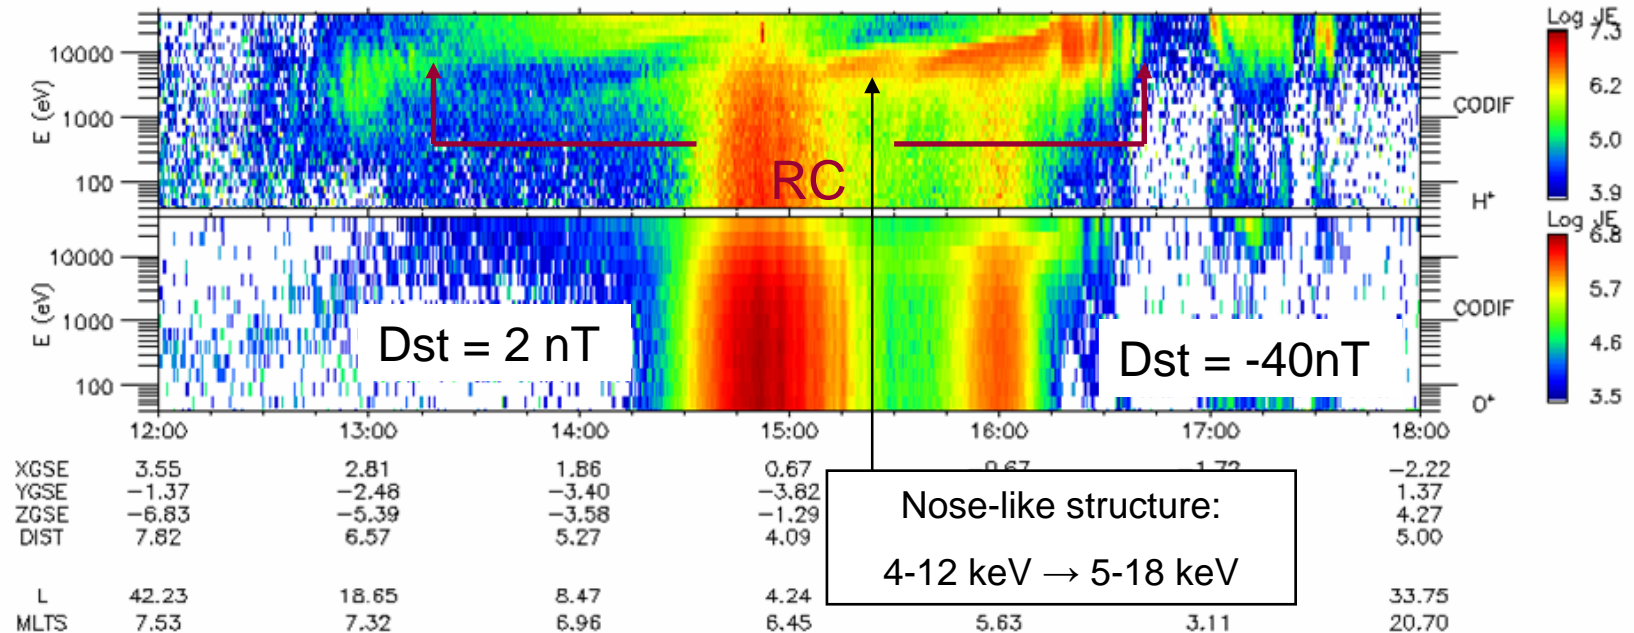 Log JE
7.3
6.2
5.0
3.9
CODIF
H+
E (eV)
10000
1000
100
RC
Log JE
6.8
5.7
4.6
3.5
CODIF
O+
E (eV)
10000
1000
100
Dst = 2 nT
Dst = -40nT
12:00 13:00 14:00 15:00 16:00 17:00 18:00
XGSE 3.55 2.81 1.86 0.67 -0.67 -1.72 -2.22
YGSE -1.37 -2.48 -3.40 -3.82 1.37
ZGSE -6.83 -5.39 -3.58 -1.29 4.27
DIST 7.82 6.57 5.27 4.09 5.00
L 42.23 18.65 8.47 4.24 33.75
MLTS 7.53 7.32 6.96 6.45 5.63 3.11 20.70
Nose-like structure:
4-12 keV → 5-18 keV